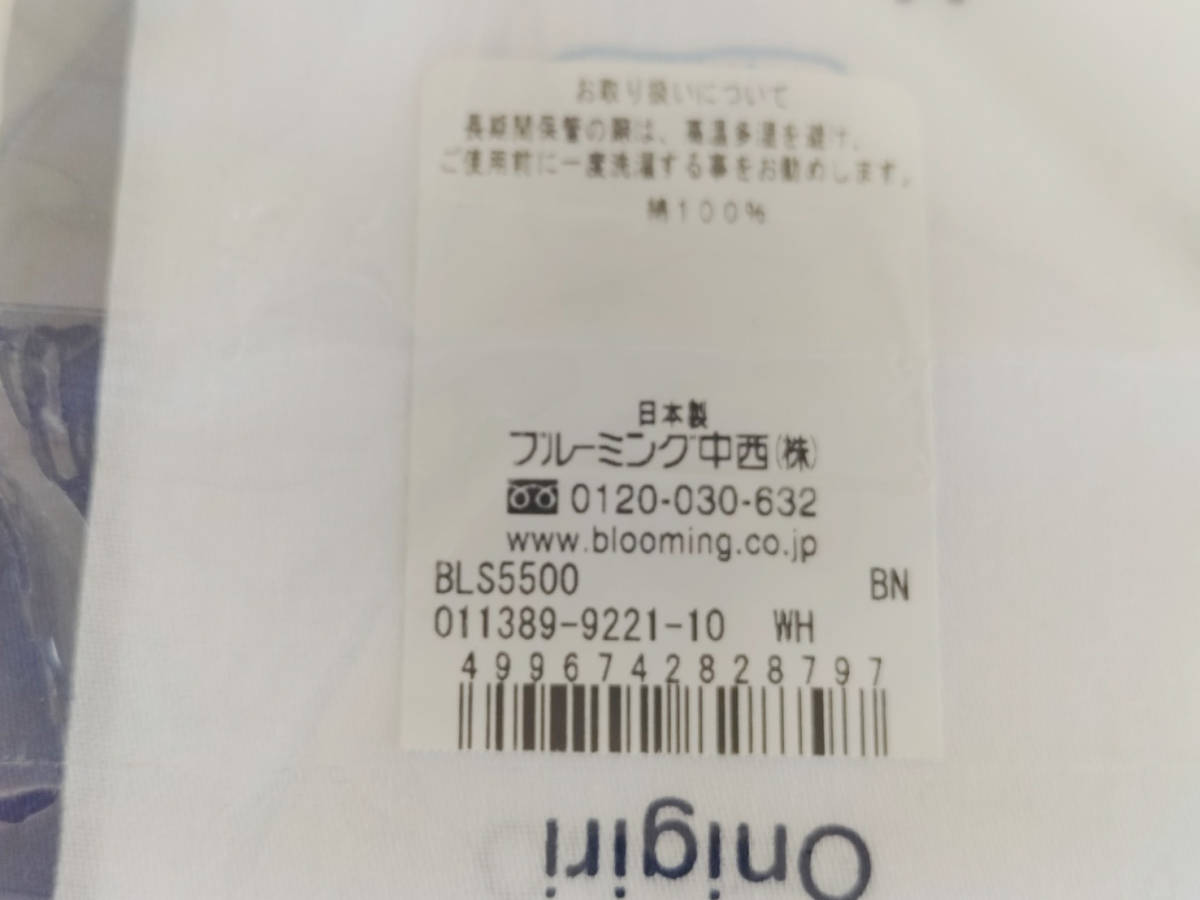 お取り扱いについて
長期間保管の際は、高温多湿を避け、
ご使用前に一度洗濯する事をお勧めします。
綿100%
日本製
ブルーミング中西(株)
0120-030-632
www.blooming.co.jp
BLS5500 BN
011389-9221-10 WH
4996742828797
Onigiri